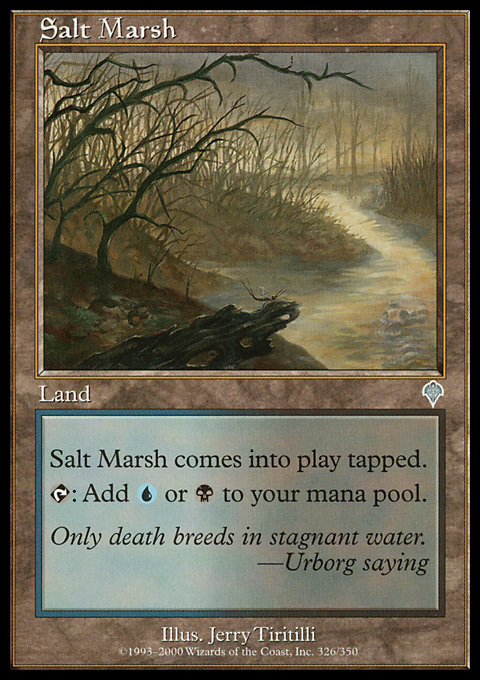 Salt Marsh
Land
Salt Marsh comes into play tapped.
: Add or to your mana pool.
Only death breeds in stagnant water.
—Urborg saying
Illus. Jerry Tiritilli
©1993–2000 Wizards of the Coast, Inc. 326/350